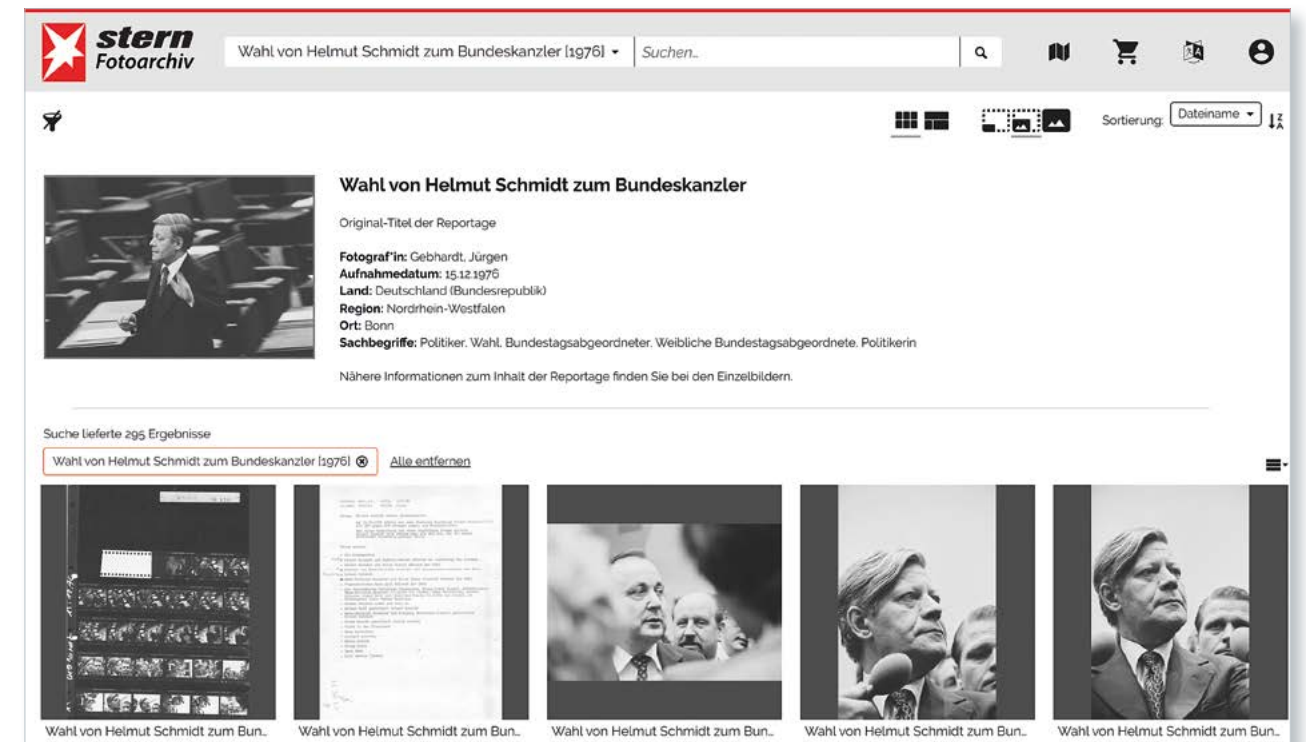 stern
Fotoarchiv
Wahl von Helmut Schmidt zum Bundeskanzler [1976]
Suchen...
Sortierung:
Dateiname
Wahl von Helmut Schmidt zum Bundeskanzler
Original-Titel der Reportage
Fotograf*in: Gebhardt, Jürgen
Aufnahmedatum: 15.12.1976
Land: Deutschland (Bundesrepublik)
Region: Nordrhein-Westfalen
Ort: Bonn
Sachbegriffe: Politiker, Wahl, Bundestagsabgeordneter, Weibliche Bundestagsabgeordnete, Politikerin
Nähere Informationen zum Inhalt der Reportage finden Sie bei den Einzelbildern.
Suche lieferte 295 Ergebnisse
Wahl von Helmut Schmidt zum Bundeskanzler [1976]
Alle entfernen
Wahl von Helmut Schmidt zum Bun...
Wahl von Helmut Schmidt zum Bun...
Wahl von Helmut Schmidt zum Bun...
Wahl von Helmut Schmidt zum Bun...
Wahl von Helmut Schmidt zum Bun...